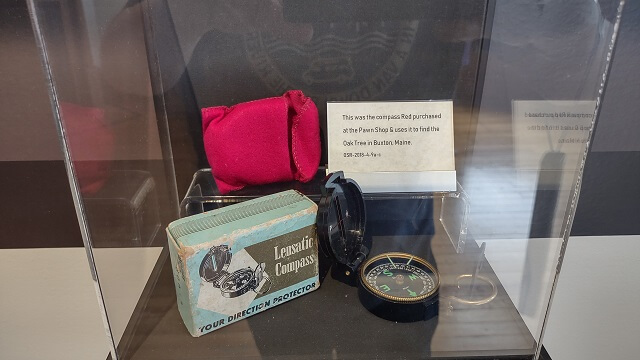 This was the compass Red purchased
at the Pawn Shop & uses it to find the
Oak Tree in Buxton, Maine.
Lensatic
Compass
YOUR DIRECTION PROTECTOR